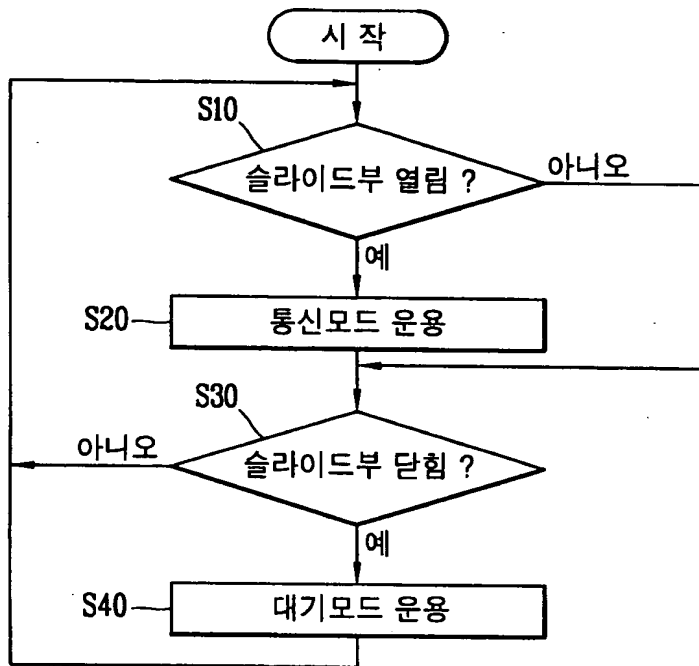 시 작
S10
슬라이드부 열림 ?
아니오
예
S20
통신모드 운용
S30
아니오
슬라이드부 닫힘 ?
예
S40
대기모드 운용